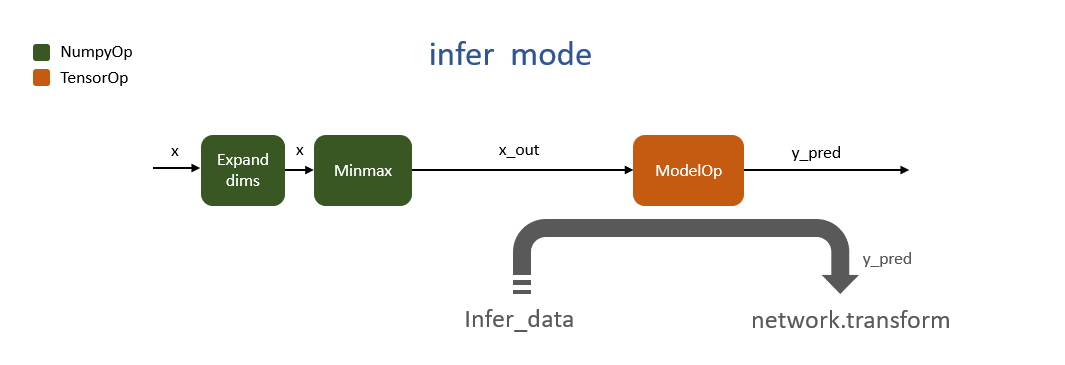 infer mode
NumpyOp
TensorOp
x
Expand
dims
x
Minmax
x_out
ModelOp
y_pred
y_pred
Infer_data
network.transform